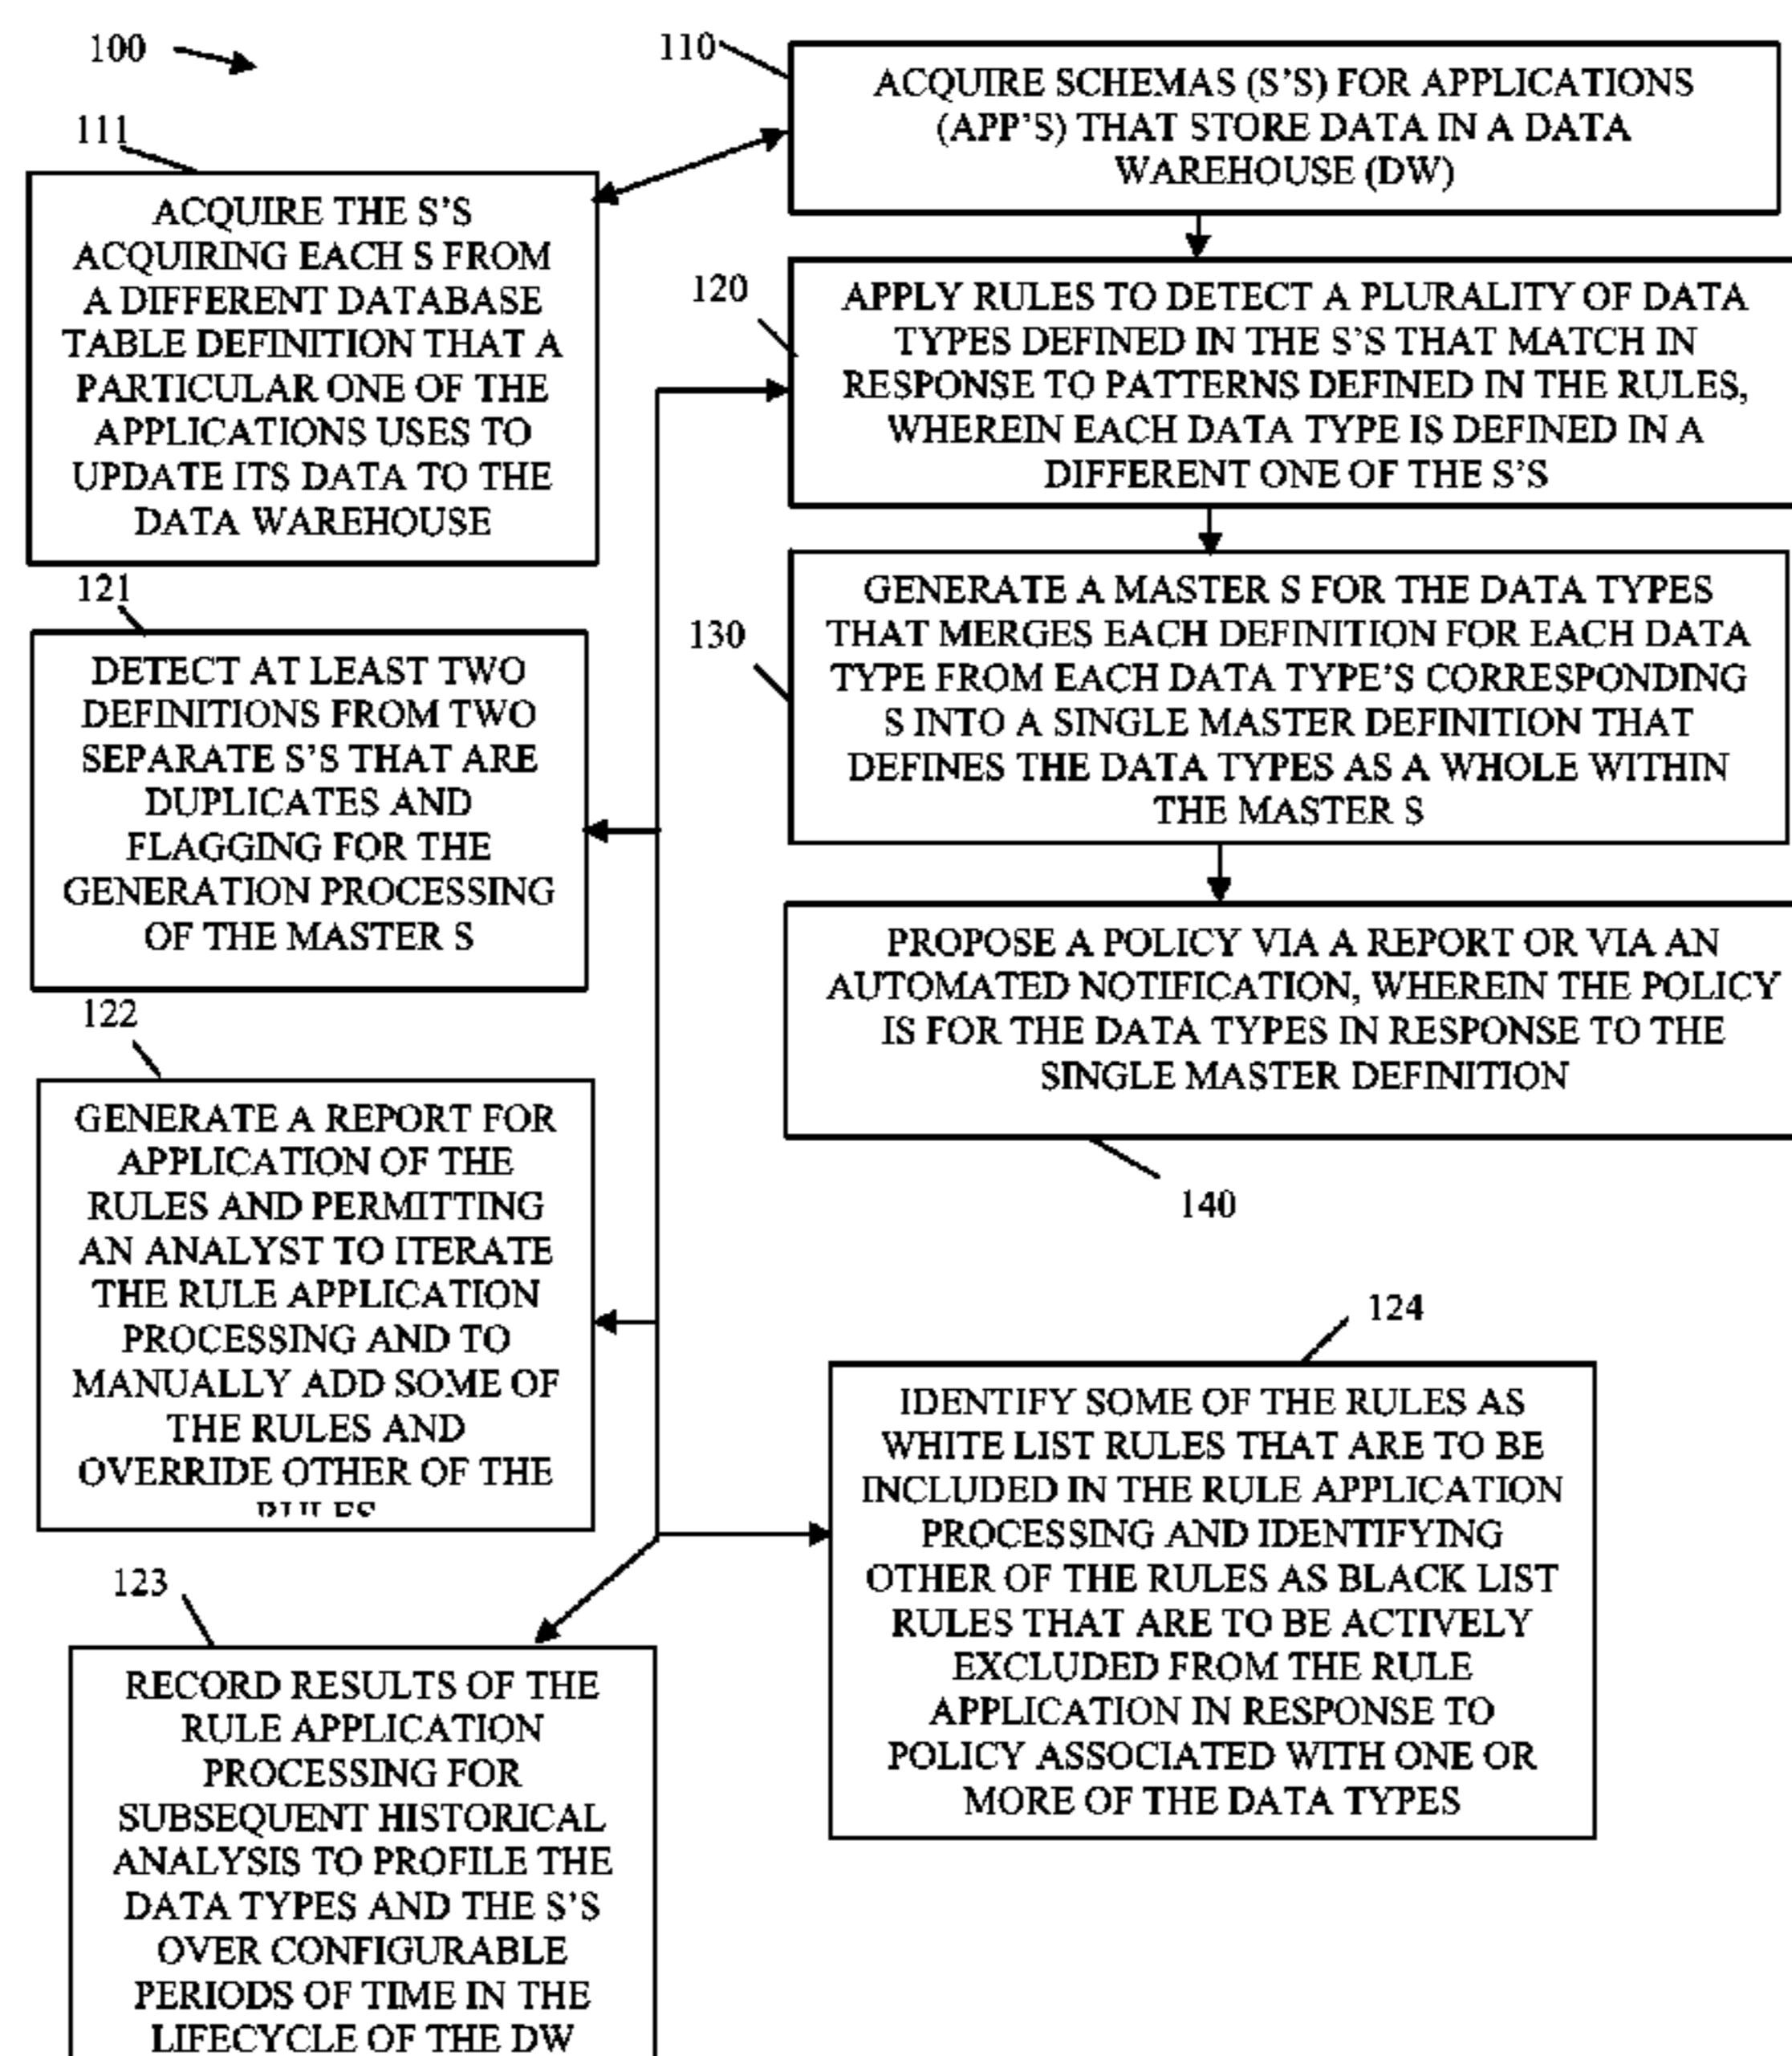 100
110
ACQUIRE SCHEMAS (S'S) FOR APPLICATIONS
(APP'S) THAT STORE DATA IN A DATA
WAREHOUSE (DW)
111
ACQUIRE THE S'S
ACQUIRING EACH S FROM
A DIFFERENT DATABASE
TABLE DEFINITION THAT A
PARTICULAR ONE OF THE
APPLICATIONS USES TO
UPDATE ITS DATA TO THE
DATA WAREHOUSE
120
APPLY RULES TO DETECT A PLURALITY OF DATA
TYPES DEFINED IN THE S'S THAT MATCH IN
RESPONSE TO PATTERNS DEFINED IN THE RULES,
WHEREIN EACH DATA TYPE IS DEFINED IN A
DIFFERENT ONE OF THE S'S
121
DETECT AT LEAST TWO
DEFINITIONS FROM TWO
SEPARATE S'S THAT ARE
DUPLICATES AND
FLAGGING FOR THE
GENERATION PROCESSING
OF THE MASTER S
130
GENERATE A MASTER S FOR THE DATA TYPES
THAT MERGES EACH DEFINITION FOR EACH DATA
TYPE FROM EACH DATA TYPE'S CORRESPONDING
S INTO A SINGLE MASTER DEFINITION THAT
DEFINES THE DATA TYPES AS A WHOLE WITHIN
THE MASTER S
PROPOSE A POLICY VIA A REPORT OR VIA AN
AUTOMATED NOTIFICATION, WHEREIN THE POLICY
IS FOR THE DATA TYPES IN RESPONSE TO THE
SINGLE MASTER DEFINITION
140
122
GENERATE A REPORT FOR
APPLICATION OF THE
RULES AND PERMITTING
AN ANALYST TO ITERATE
THE RULE APPLICATION
PROCESSING AND TO
MANUALLY ADD SOME OF
THE RULES AND
OVERRIDE OTHER OF THE
RULES
124
IDENTIFY SOME OF THE RULES AS
WHITE LIST RULES THAT ARE TO BE
INCLUDED IN THE RULE APPLICATION
PROCESSING AND IDENTIFYING
OTHER OF THE RULES AS BLACK LIST
RULES THAT ARE TO BE ACTIVELY
EXCLUDED FROM THE RULE
APPLICATION IN RESPONSE TO
POLICY ASSOCIATED WITH ONE OR
MORE OF THE DATA TYPES
123
RECORD RESULTS OF THE
RULE APPLICATION
PROCESSING FOR
SUBSEQUENT HISTORICAL
ANALYSIS TO PROFILE THE
DATA TYPES AND THE S'S
OVER CONFIGURABLE
PERIODS OF TIME IN THE
LIFECYCLE OF THE DW